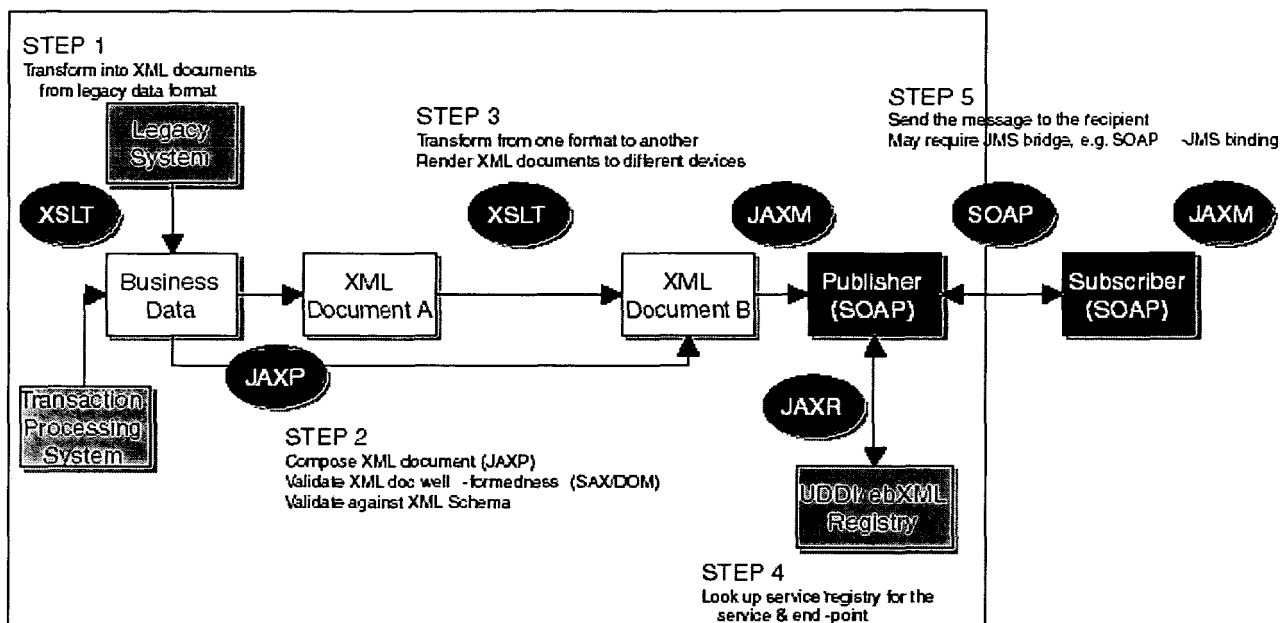 STEP 1
Transform into XML documents
from legacy data format
Legacy
System
STEP 3
Transform from one format to another
Render XML documents to different devices
STEP 5
Send the message to the recipient
May require JMS bridge, e.g. SOAP -JMS binding
XSLT
XSLT
JAXM
SOAP
JAXM
Business
Data
XML
Document A
XML
Document B
Publisher
(SOAP)
Subscriber
(SOAP)
JAXP
JAXR
Transaction
Processing
System
STEP 2
Compose XML document (JAXP)
Validate XML doc well -formedness (SAX/DOM)
Validate against XML Schema
UDDI/ebXML
Registry
STEP 4
Look up service registry for the
service & end -point